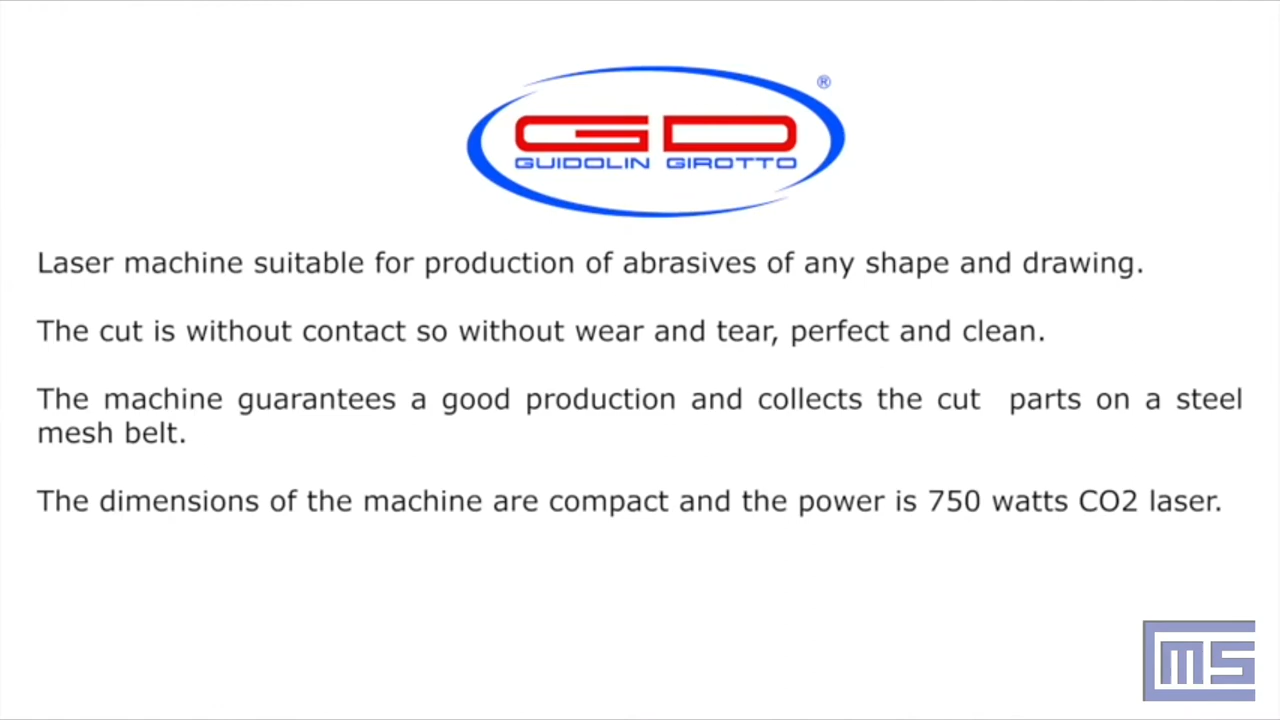 GD
®
GUIDOLIN GIROTTO
Laser machine suitable for production of abrasives of any shape and drawing.
The cut is without contact so without wear and tear, perfect and clean.
The machine guarantees a good production and collects the cut parts on a steel
mesh belt.
The dimensions of the machine are compact and the power is 750 watts CO2 laser.
CMS